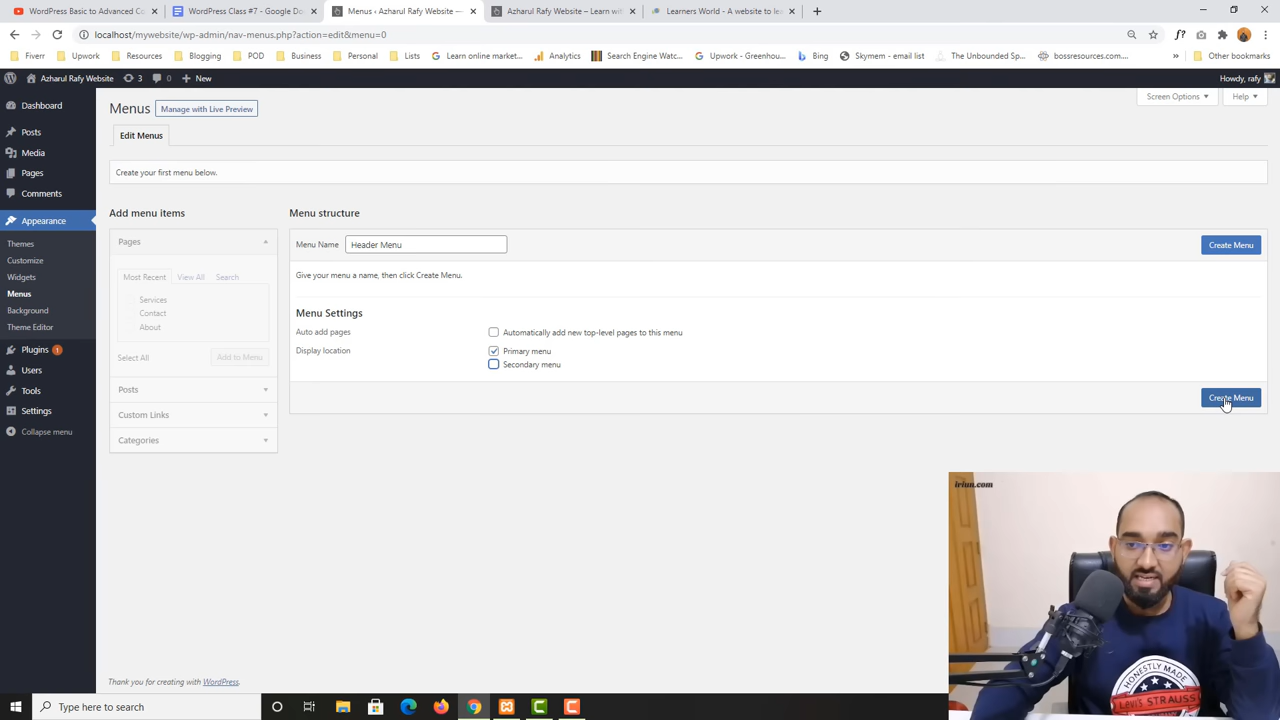 WordPress Basic to Advanced Co
WordPress Class #7 - Google Do
Menus ‹ Azharul Rafy Website —
Azharul Rafy Website – Learn wit
Learners World - A website to le
localhost/mywebsite/wp-admin/nav-menus.php?action=edit&menu=0
Fiverr
Upwork
Resources
Business
Personal
Lists
Learn online market...
Analytics
Search Engine Watc...
Upwork - Greenhou...
Bing
Skymem - email list
The Unbounded Sp...
bossresources.com...
Other bookmarks
Azharul Rafy Website
3
0
New
Howdy, rafy
Dashboard
Posts
Media
Pages
Comments
Appearance
Themes
Customize
Widgets
Menus
Background
Theme Editor
Plugins 1
Users
Tools
Settings
Collapse menu
Menus
Manage with Live Preview
Screen Options
Help
Edit Menus
Create your first menu below.
Add menu items
Pages
Most Recent
View All
Search
Services
Contact
About
Select All
Add to Menu
Posts
Custom Links
Categories
Menu structure
Menu Name
Header Menu
Create Menu
Give your menu a name, then click Create Menu.
Menu Settings
Auto add pages
Automatically add new top-level pages to this menu
Display location
Primary menu
Secondary menu
Create Menu
Thank you for creating with WordPress.
iriun.com
HONESTLY MADE
LEVI'S STRAUSS
Type here to search